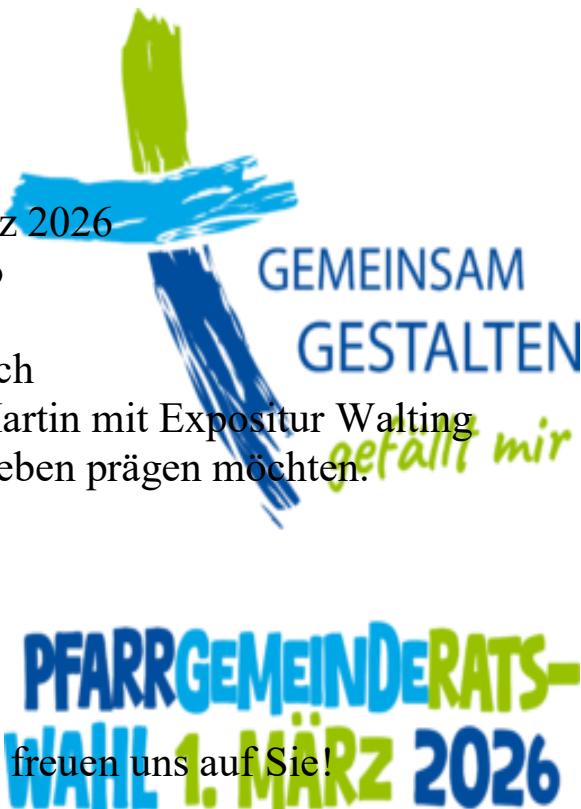 z 2026
GEMEINSAM
GESTALTEN
ch
artin mit Expositur Walting
gefällt mir
eben prägen möchten.
PFARRGEMEINDERATS-
WAHL 1. MÄRZ 2026
freuen uns auf Sie!